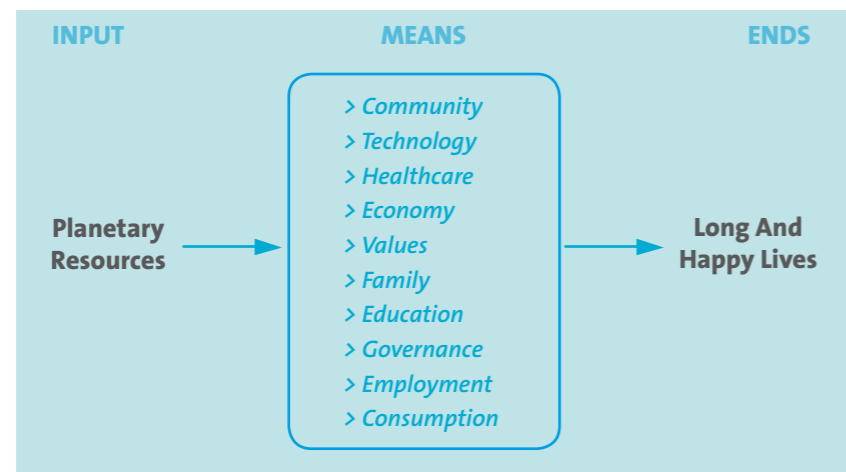 INPUT MEANS ENDS
> Community
> Technology
> Healthcare
> Economy
> Values
> Family
> Education
> Governance
> Employment
> Consumption
Planetary
Resources
Long And
Happy Lives